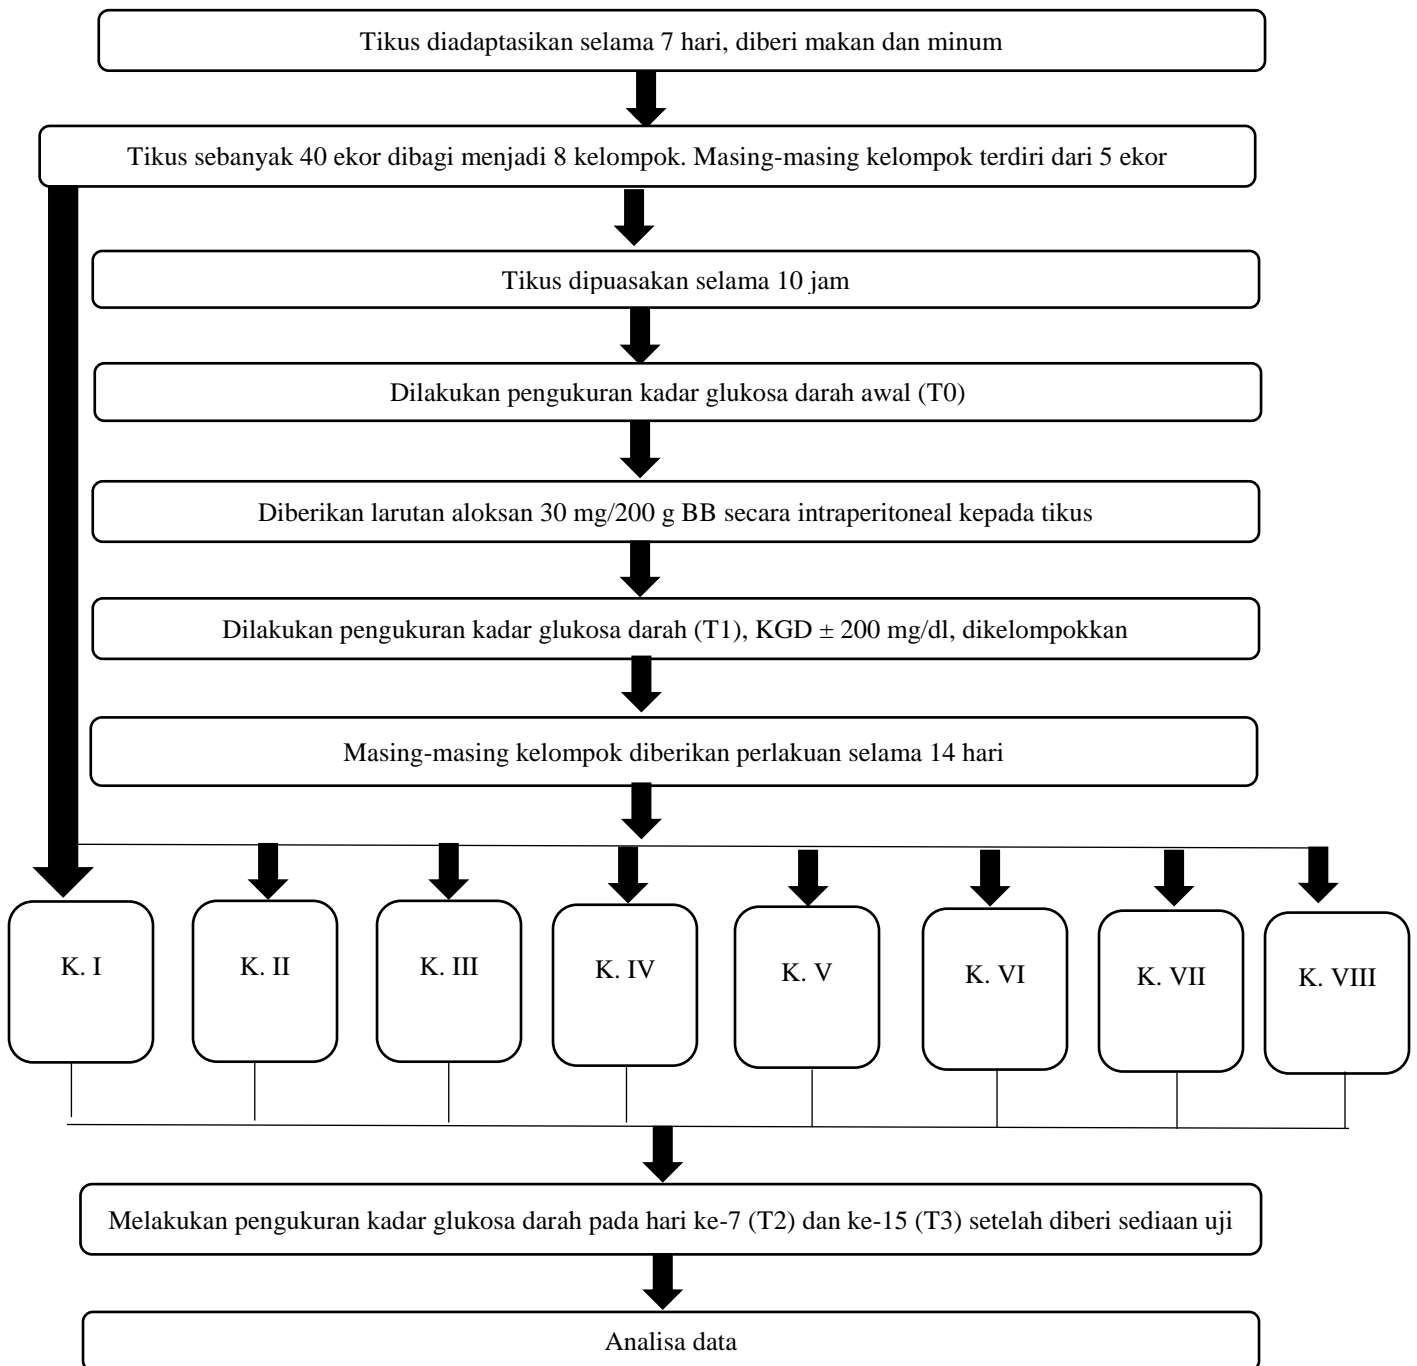 Tikus diadaptasikan selama 7 hari, diberi makan dan minum
Tikus sebanyak 40 ekor dibagi menjadi 8 kelompok. Masing-masing kelompok terdiri dari 5 ekor
Tikus dipuasakan selama 10 jam
Dilakukan pengukuran kadar glukosa darah awal (T0)
Diberikan larutan aloksan 30 mg/200 g BB secara intraperitoneal kepada tikus
Dilakukan pengukuran kadar glukosa darah (T1), KGD ± 200 mg/dl, dikelompokkan
Masing-masing kelompok diberikan perlakuan selama 14 hari
K. I
K. II
K. III
K. IV
K. V
K. VI
K. VII
K. VIII
Melakukan pengukuran kadar glukosa darah pada hari ke-7 (T2) dan ke-15 (T3) setelah diberi sediaan uji
Analisa data